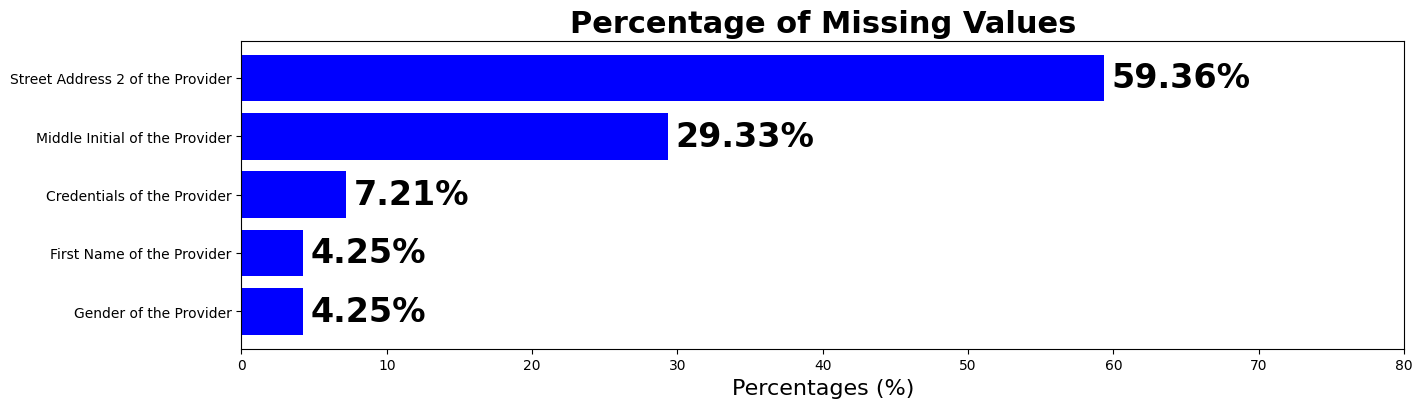 Percentage of Missing Values
Street Address 2 of the Provider
59.36%
Middle Initial of the Provider
29.33%
Credentials of the Provider
7.21%
First Name of the Provider
4.25%
Gender of the Provider
4.25%
0 10 20 30 40 50 60 70 80
Percentages (%)